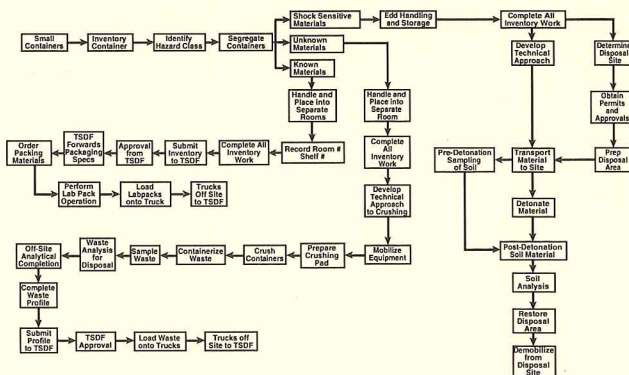 Small
Containers
Inventory
Container
Identify
Hazard Class
Segregate
Containers
Shock Sensitive
Materials
Edd Handling
and Storage
Complete All
Inventory Work
Unknown
Materials
Known
Materials
Develop
Technical
Approach
Determine
Disposal
Site
Handle and
Place into
Separate
Rooms
Handle and
Place into
Separate
Room
Obtain
Permits
and
Approvals
Order
Packing
Materials
TSDF
Forwards
Packaging
Specs
Approval
from
TSDF
Submit
Inventory
to TSDF
Complete All
Inventory
Work
Record Room #
Shelf #
Complete
All
Inventory
Work
Pre-Detonation
Sampling
of Soil
Transport
Material
to Site
Prep
Disposal
Area
Perform
Lab Pack
Operation
Load
Labpacks
onto Truck
Trucks
Off Site
to TSDF
Develop
Technical
Approach
to Crushing
Detonate
Material
Off-Site
Analytical
Completion
Waste
Analysis
for
Disposal
Sample
Waste
Containerize
Waste
Crush
Containers
Prepare
Crushing
Pad
Mobilize
Equipment
Post-Detonation
Soil Material
Complete
Waste
Profile
Soil
Analysis
Submit
Profile
to TSDF
TSDF
Approval
Load Waste
onto Trucks
Trucks off
Site to TSDF
Restore
Disposal
Area
Demobilize
from
Disposal
Site